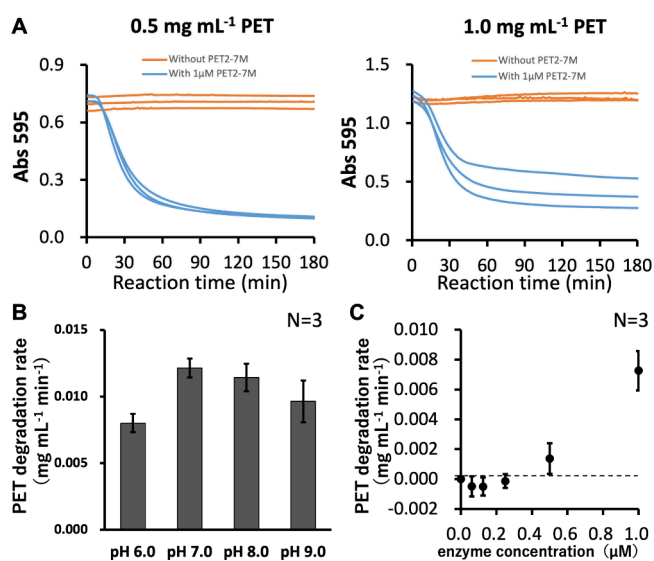 A
0.5 mg mL-1 PET
1.0 mg mL-1 PET
Without PET2-7M
With 1μM PET2-7M
Without PET2-7M
With 1μM PET2-7M
Abs 595
0.9
0.6
0.3
0.0
0 30 60 90 120 150 180
Reaction time (min)
Abs 595
1.5
1.0
0.5
0.0
0 30 60 90 120 150 180
Reaction time (min)
B
N=3
PET degradation rate
(mg mL-1 min-1)
0.015
0.010
0.005
0.000
pH 6.0 pH 7.0 pH 8.0 pH 9.0
C
N=3
PET degradation rate
(mg mL-1 min-1)
0.010
0.008
0.006
0.004
0.002
0.000
-0.002
0.0 0.2 0.4 0.6 0.8 1.0
enzyme concentration (μM)